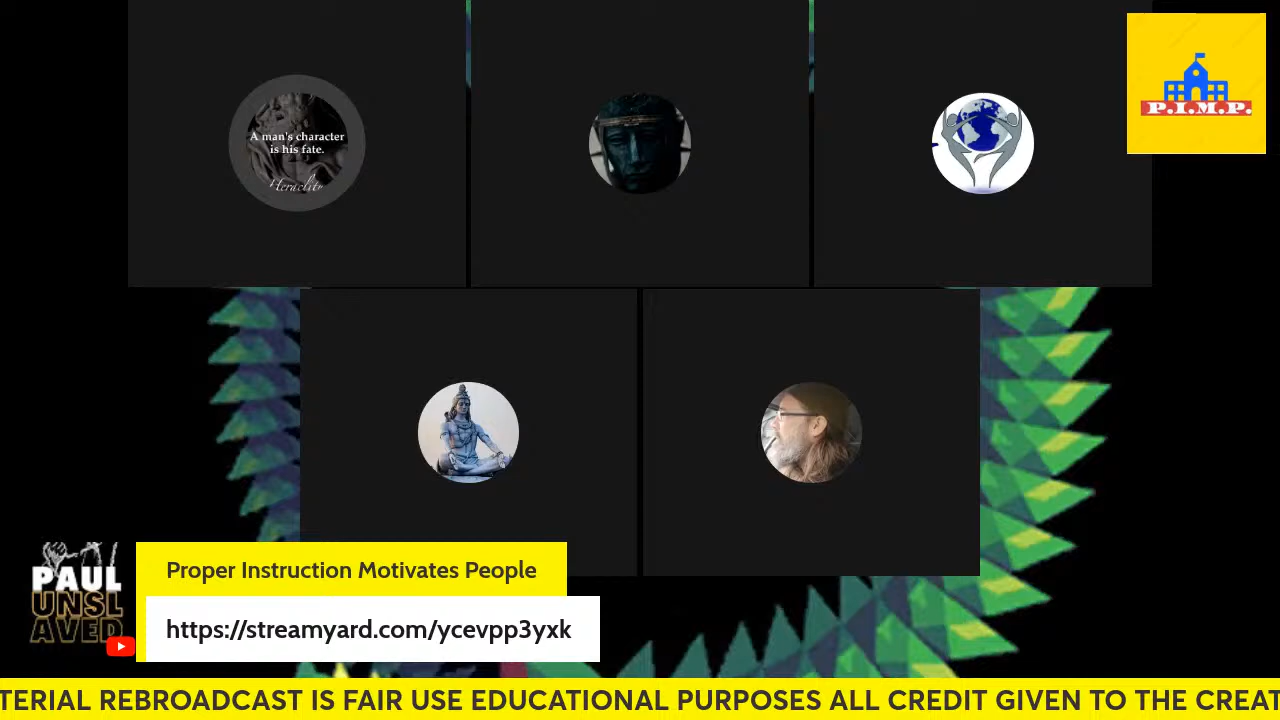 A man's character
is his fate.
Heraclit
P.I.M.P.
PAUL
UNSL
AVED
Proper Instruction Motivates People
https://streamyard.com/ycevpp3yxk
TERIAL REBROADCAST IS FAIR USE EDUCATIONAL PURPOSES ALL CREDIT GIVEN TO THE CREAT